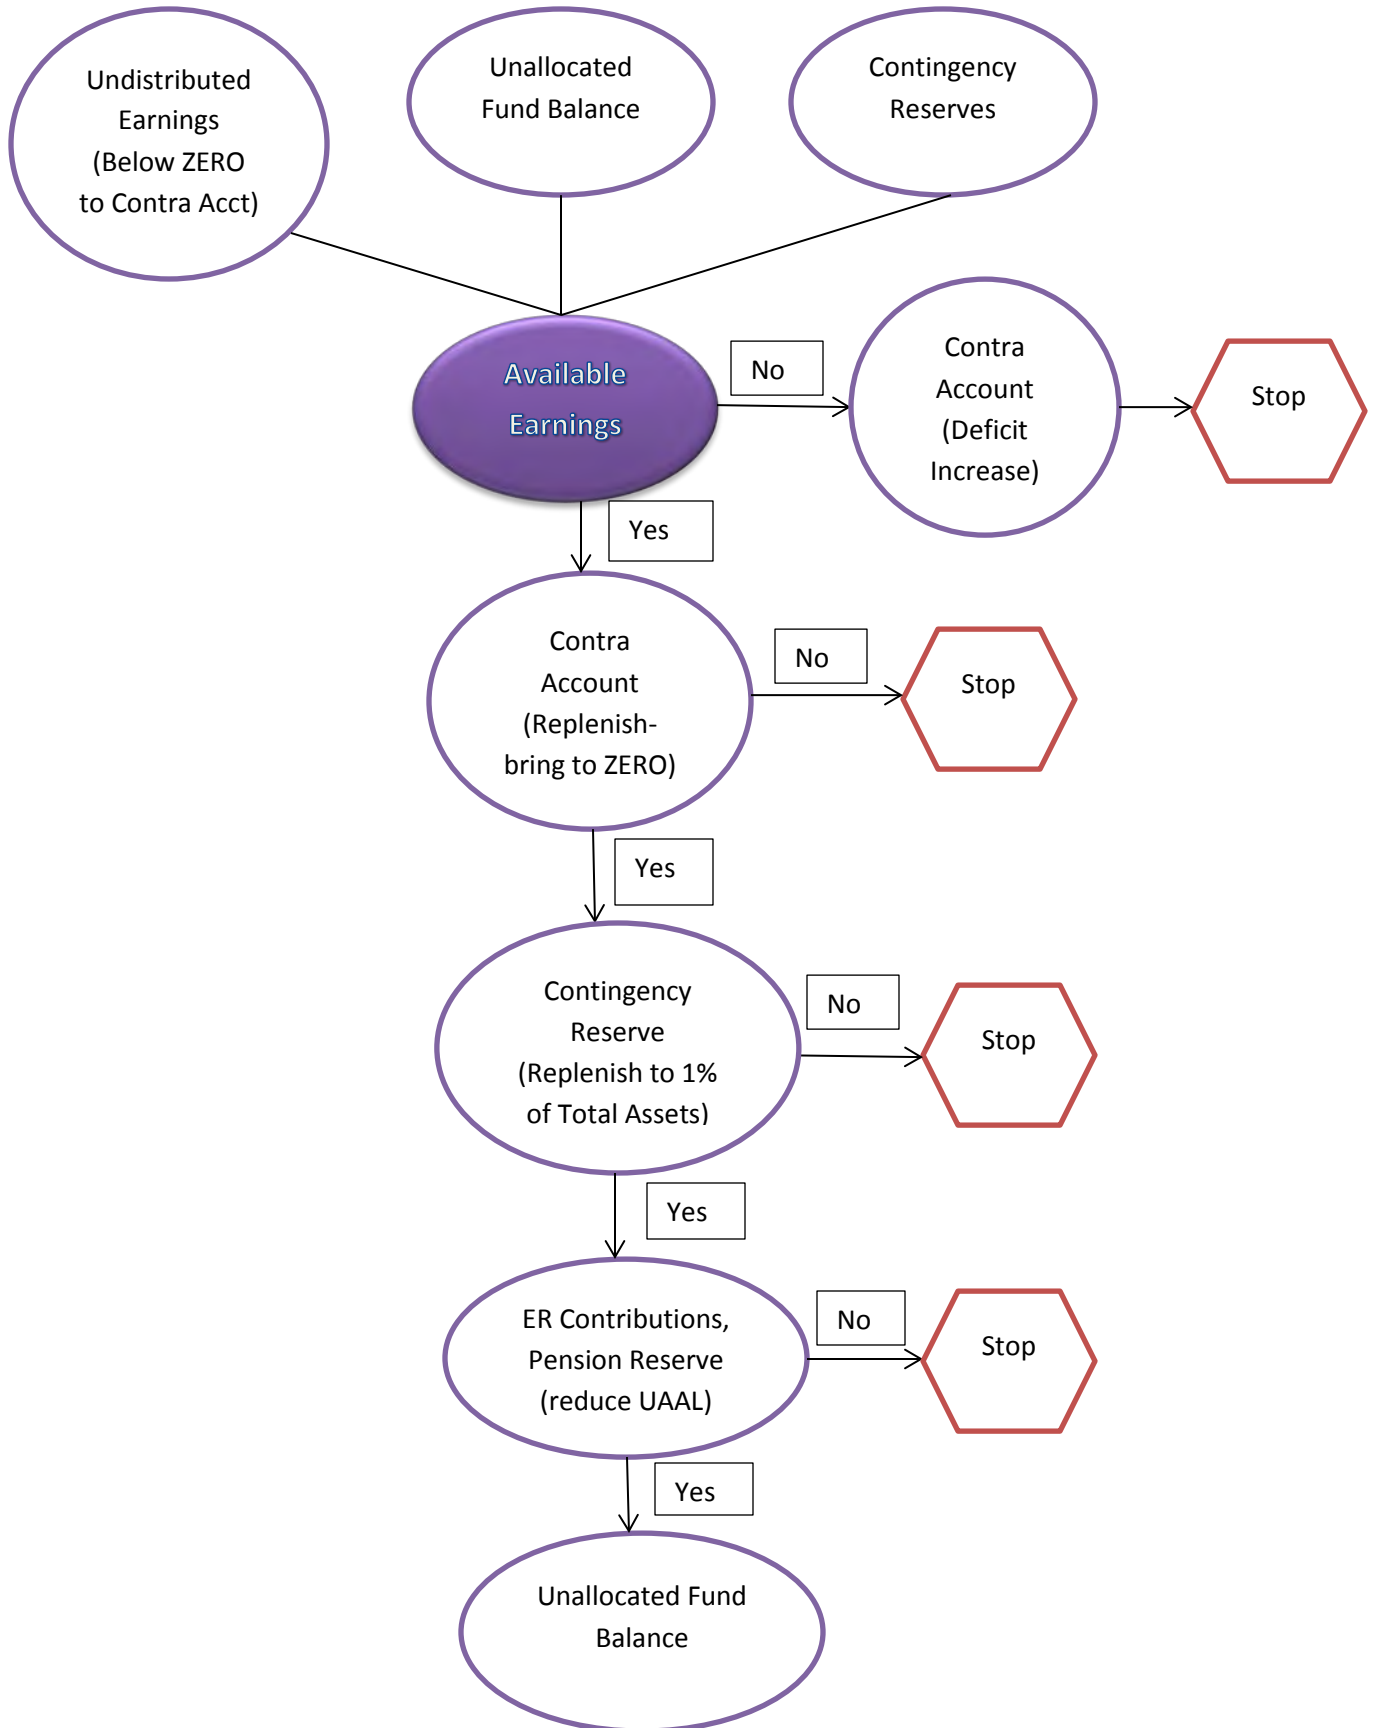 Undistributed
Earnings
(Below ZERO
to Contra Acct)
Unallocated
Fund Balance
Contingency
Reserves
Available
Earnings
No
Contra
Account
(Deficit
Increase)
Stop
Yes
Contra
Account
(Replenish-
bring to ZERO)
No
Stop
Yes
Contingency
Reserve
(Replenish to 1%
of Total Assets)
No
Stop
Yes
ER Contributions,
Pension Reserve
(reduce UAAL)
No
Stop
Yes
Unallocated Fund
Balance